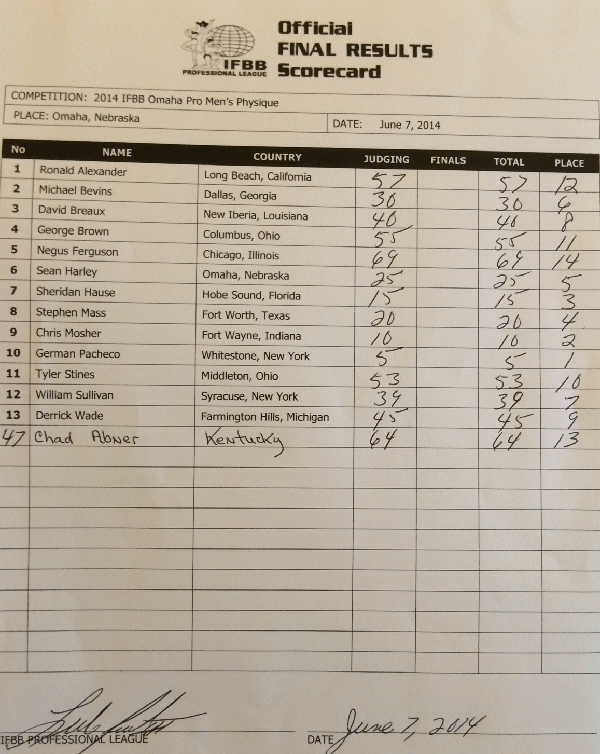 Official
FINAL RESULTS
Scorecard
IFBB
PROFESSIONAL LEAGUE
COMPETITION: 2014 IFBB Omaha Pro Men's Physique
PLACE: Omaha, Nebraska DATE: June 7, 2014
No NAME COUNTRY JUDGING FINALS TOTAL PLACE
1 Ronald Alexander Long Beach, California 57 57 12
2 Michael Bevins Dallas, Georgia 30 30 6
3 David Breaux New Iberia, Louisiana 40 40 8
4 George Brown Columbus, Ohio 55 55 11
5 Negus Ferguson Chicago, Illinois 69 69 14
6 Sean Harley Omaha, Nebraska 25 25 5
7 Sheridan Hause Hobe Sound, Florida 15 15 3
8 Stephen Mass Fort Worth, Texas 20 20 4
9 Chris Mosher Fort Wayne, Indiana 10 10 2
10 German Pacheco Whitestone, New York 5 5 1
11 Tyler Stines Middleton, Ohio 53 53 10
12 William Sullivan Syracuse, New York 39 39 7
13 Derrick Wade Farmington Hills, Michigan 45 45 9
47 Chad Abner Kentucky 64 64 13
IFBB PROFESSIONAL LEAGUE DATE June 7, 2014